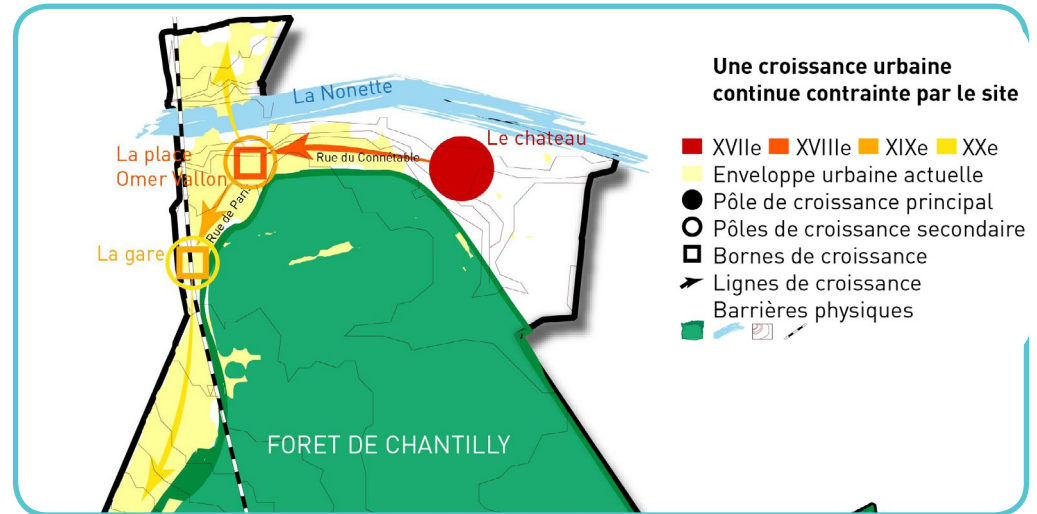 La Nonette
Le chateau
La place
Omer Vallon
Rue du Connétable
Rue de Paris
La gare
FORET DE CHANTILLY
Une croissance urbaine
continue contrainte par le site
XVIIe XVIIIe XIXe XXe
Enveloppe urbaine actuelle
Pôle de croissance principal
Pôles de croissance secondaire
Bornes de croissance
Lignes de croissance
Barrières physiques